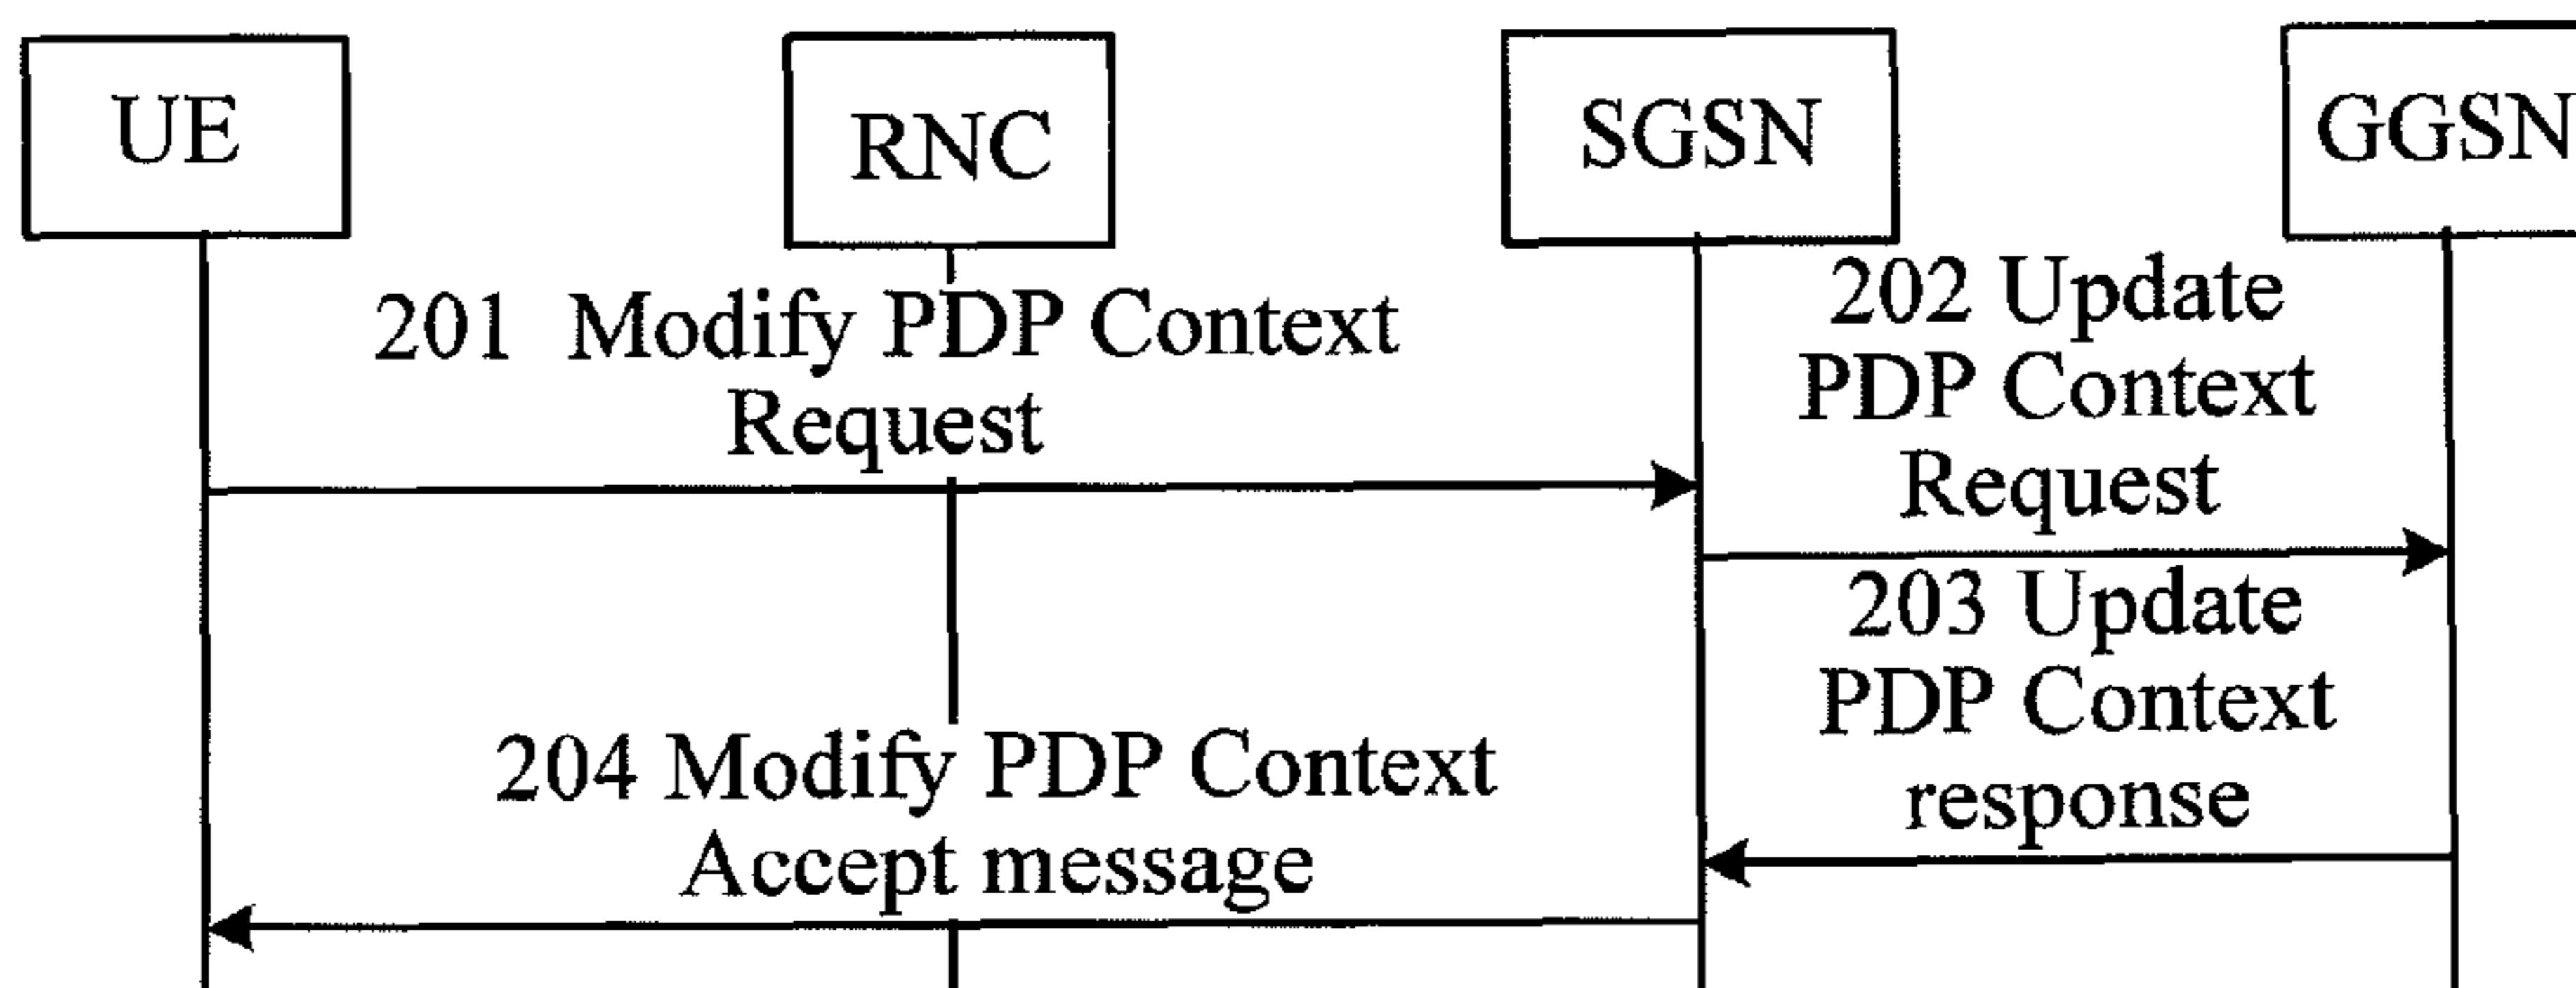 UE
RNC
SGSN
GGSN
201 Modify PDP Context
Request
202 Update
PDP Context
Request
203 Update
PDP Context
response
204 Modify PDP Context
Accept message